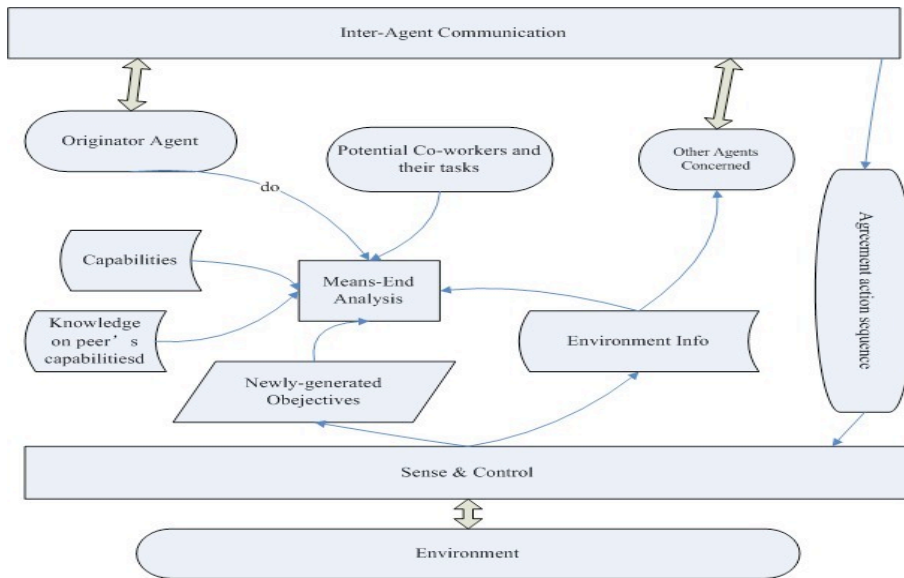 Inter-Agent Communication
Originator Agent
Potential Co-workers and
their tasks
Other Agents
Concerned
do
Capabilities
Means-End
Analysis
Knowledge
on peer’s
capabilitiesd
Environment Info
Agreement action sequence
Newly-generated
Obejectives
Sense & Control
Environment